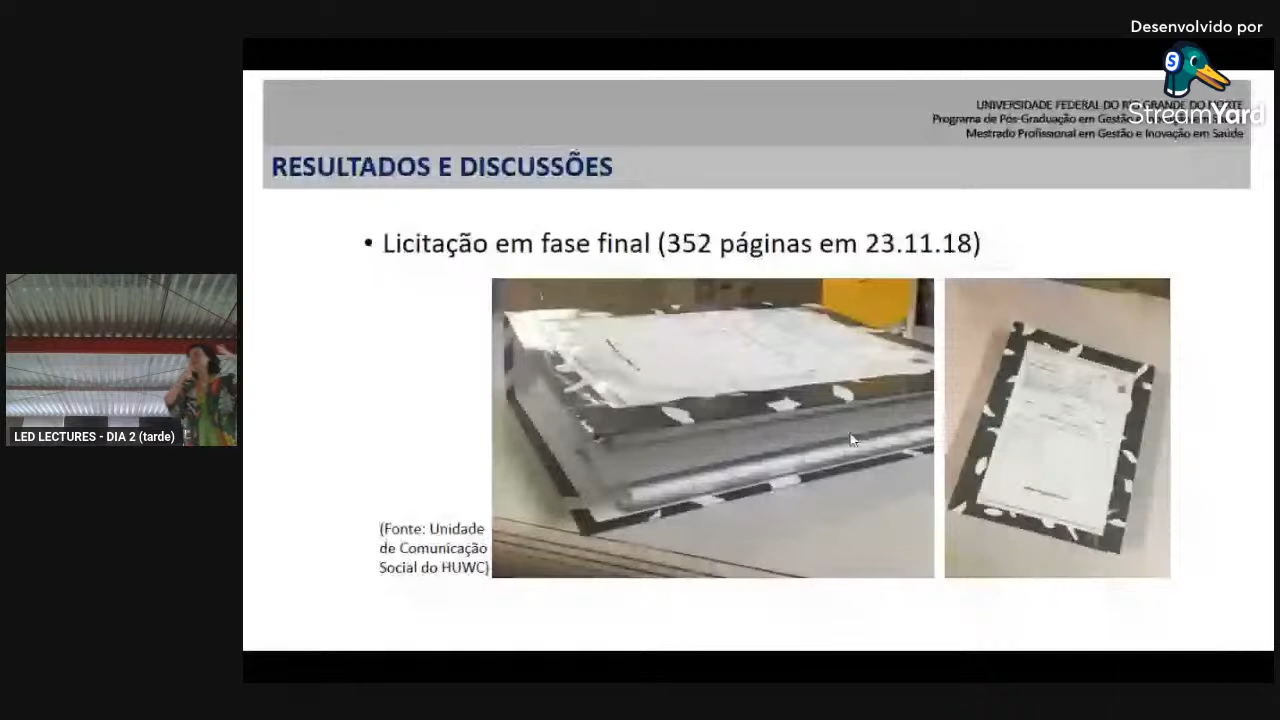 Desenvolvido por
StreamYard
UNIVERSIDADE FEDERAL DO RIO GRANDE DO NORTE
Programa de Pós-Graduação em Gestão
Mestrado Profissional em Gestão e Inovação em Saúde
RESULTADOS E DISCUSSÕES
• Licitação em fase final (352 páginas em 23.11.18)
LED LECTURES - DIA 2 (tarde)
(Fonte: Unidade
de Comunicação
Social do HUWC)